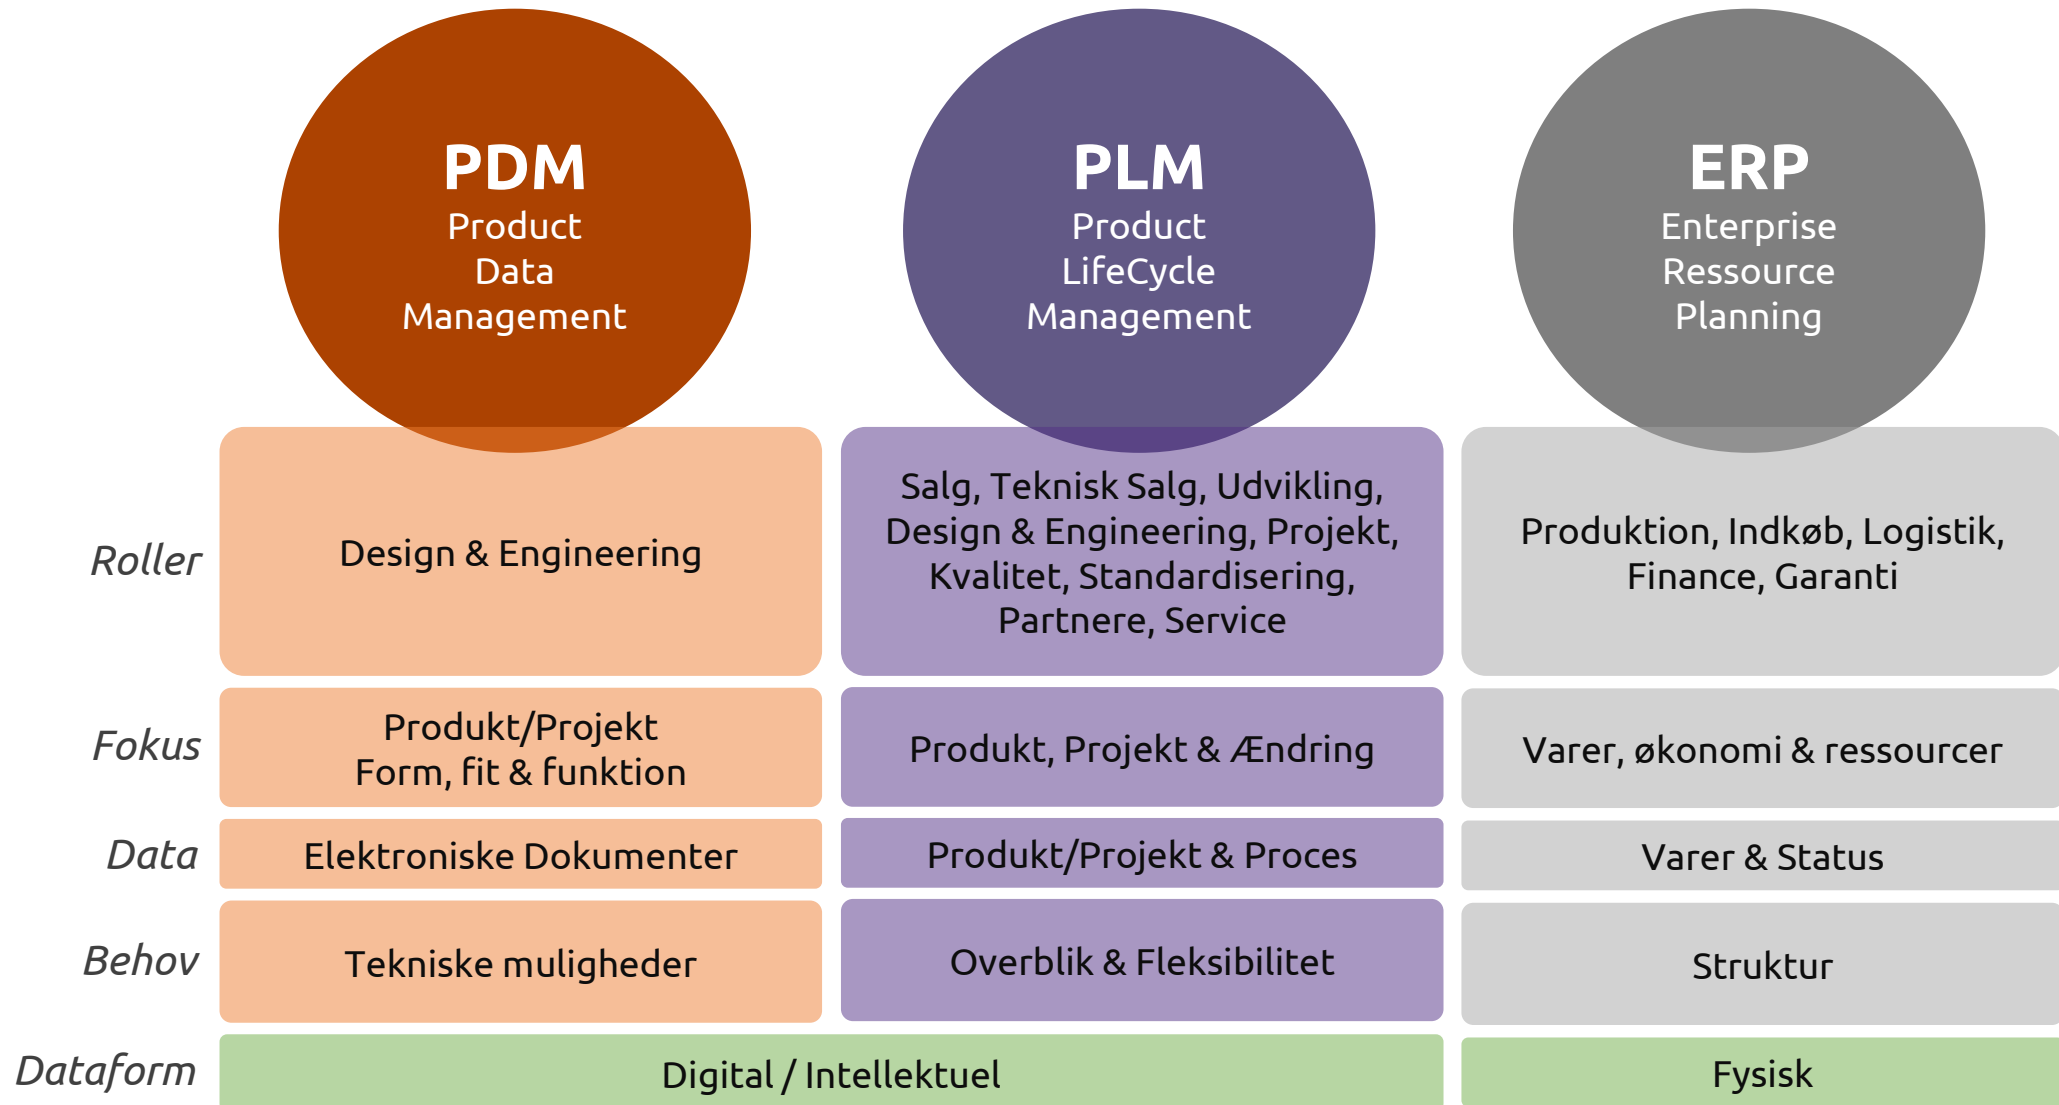 PDM
Product
Data
Management
PLM
Product
LifeCycle
Management
ERP
Enterprise
Ressource
Planning
Roller
Design & Engineering
Salg, Teknisk Salg, Udvikling,
Design & Engineering, Projekt,
Kvalitet, Standardisering,
Partnere, Service
Produktion, Indkøb, Logistik,
Finance, Garanti
Fokus
Produkt/Projekt
Form, fit & funktion
Produkt, Projekt & Ændring
Varer, økonomi & ressourcer
Data
Elektroniske Dokumenter
Produkt/Projekt & Proces
Varer & Status
Behov
Tekniske muligheder
Overblik & Fleksibilitet
Struktur
Dataform
Digital / Intellektuel
Fysisk